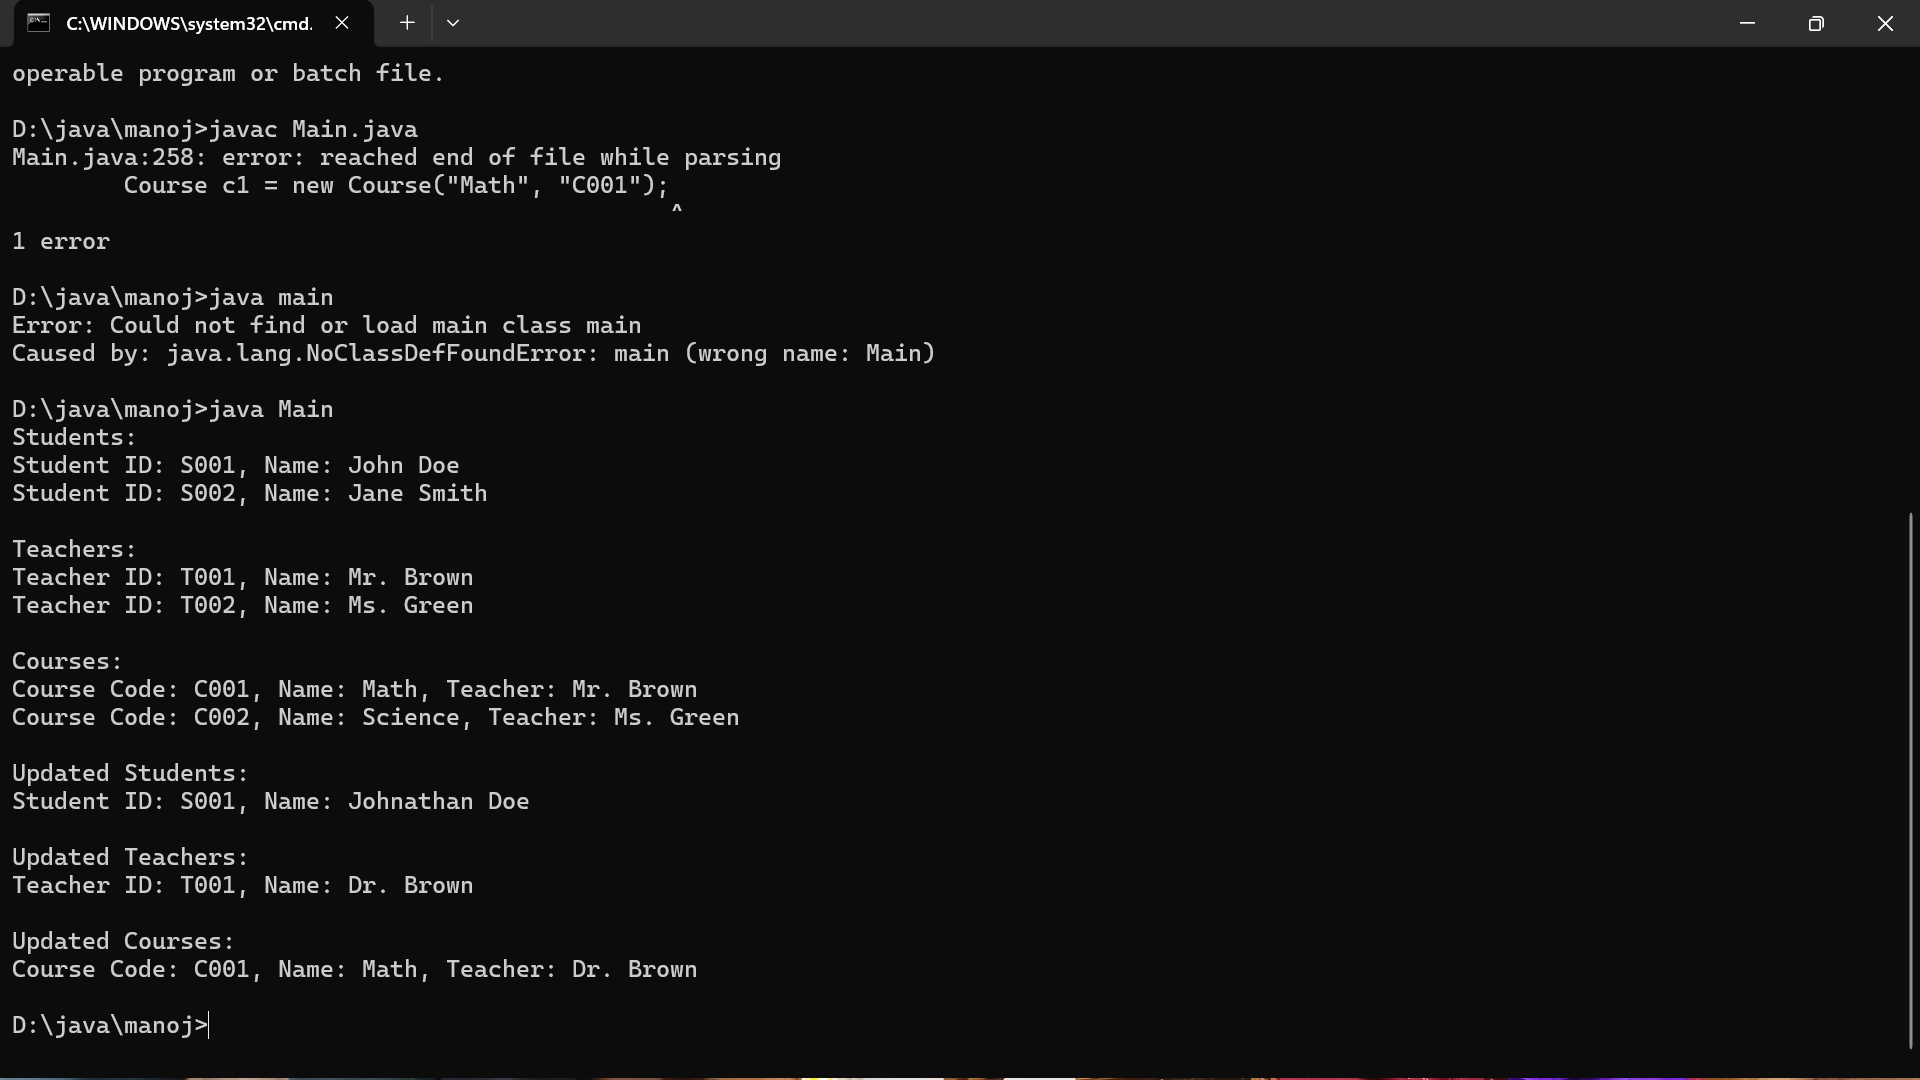 C:\WINDOWS\system32\cmd.
operable program or batch file.
D:\java\manoj>javac Main.java
Main.java:258: error: reached end of file while parsing
        Course c1 = new Course("Math", "C001");
                                               ^
1 error
D:\java\manoj>java main
Error: Could not find or load main class main
Caused by: java.lang.NoClassDefFoundError: main (wrong name: Main)
D:\java\manoj>java Main
Students:
Student ID: S001, Name: John Doe
Student ID: S002, Name: Jane Smith
Teachers:
Teacher ID: T001, Name: Mr. Brown
Teacher ID: T002, Name: Ms. Green
Courses:
Course Code: C001, Name: Math, Teacher: Mr. Brown
Course Code: C002, Name: Science, Teacher: Ms. Green
Updated Students:
Student ID: S001, Name: Johnathan Doe
Updated Teachers:
Teacher ID: T001, Name: Dr. Brown
Updated Courses:
Course Code: C001, Name: Math, Teacher: Dr. Brown
D:\java\manoj>